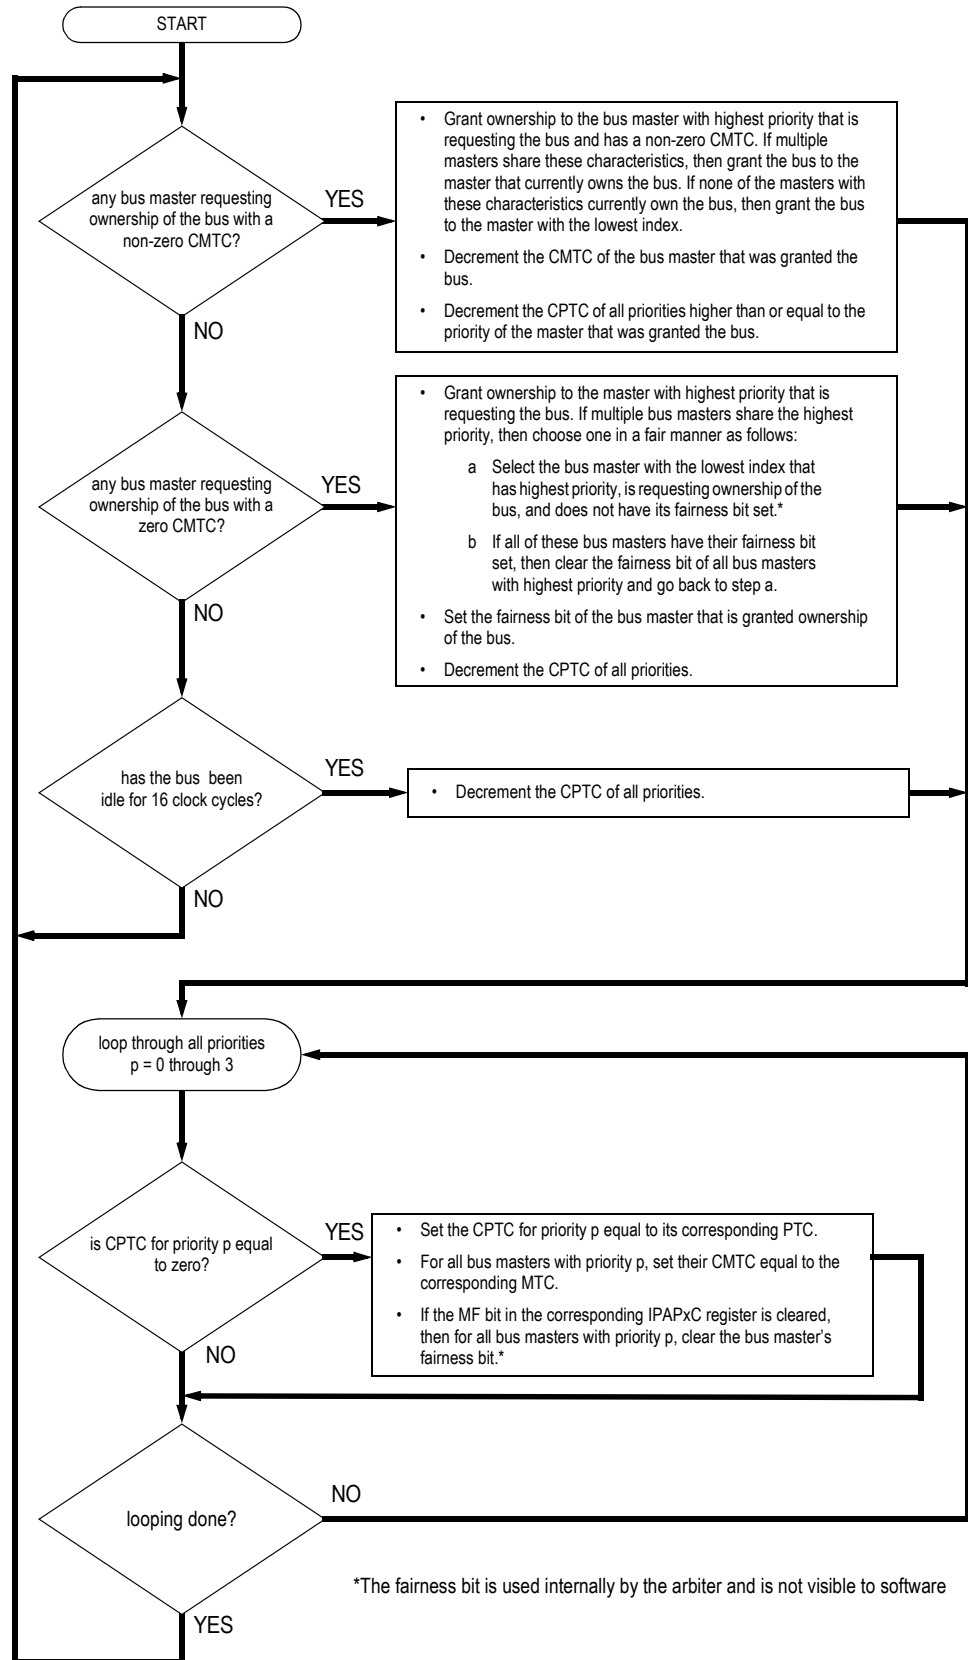 START
any bus master requesting
ownership of the bus with a
non-zero CMTC?
YES
• Grant ownership to the bus master with highest priority that is
requesting the bus and has a non-zero CMTC. If multiple
masters share these characteristics, then grant the bus to the
master that currently owns the bus. If none of the masters with
these characteristics currently own the bus, then grant the bus
to the master with the lowest index.
• Decrement the CMTC of the bus master that was granted the
bus.
• Decrement the CPTC of all priorities higher than or equal to the
priority of the master that was granted the bus.
NO
any bus master requesting
ownership of the bus with a
zero CMTC?
YES
• Grant ownership to the master with highest priority that is
requesting the bus. If multiple bus masters share the highest
priority, then choose one in a fair manner as follows:
a Select the bus master with the lowest index that
has highest priority, is requesting ownership of the
bus, and does not have its fairness bit set.*
b If all of these bus masters have their fairness bit
set, then clear the fairness bit of all bus masters
with highest priority and go back to step a.
• Set the fairness bit of the bus master that is granted ownership
of the bus.
• Decrement the CPTC of all priorities.
NO
has the bus been
idle for 16 clock cycles?
YES
• Decrement the CPTC of all priorities.
NO
loop through all priorities
p = 0 through 3
is CPTC for priority p equal
to zero?
YES
• Set the CPTC for priority p equal to its corresponding PTC.
• For all bus masters with priority p, set their CMTC equal to the
corresponding MTC.
• If the MF bit in the corresponding IPAPxC register is cleared,
then for all bus masters with priority p, clear the bus master's
fairness bit.*
NO
looping done?
NO
*The fairness bit is used internally by the arbiter and is not visible to software
YES